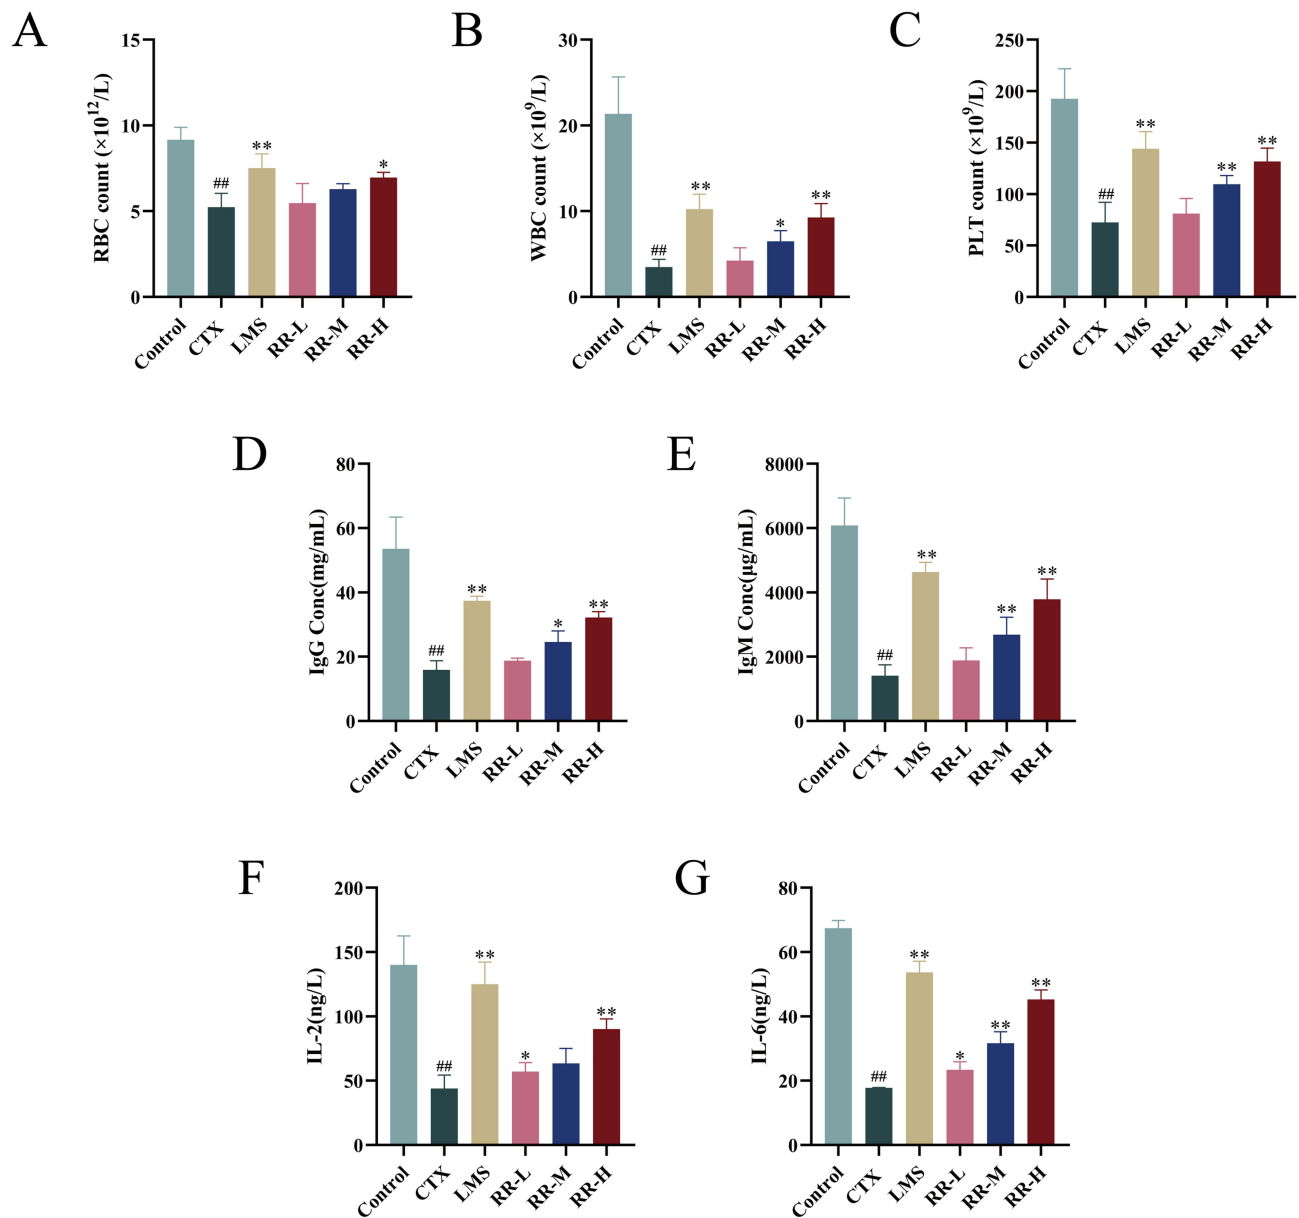 A
RBC count (×10¹²/L)
15
10
5
0
**
##
*
Control
CTX
LMS
RR-L
RR-M
RR-H
B
WBC count (×10⁹/L)
30
20
10
0
##
**
*
**
Control
CTX
LMS
RR-L
RR-M
RR-H
C
PLT count (×10⁹/L)
250
200
150
100
50
0
##
**
**
**
Control
CTX
LMS
RR-L
RR-M
RR-H
D
IgG Conc(mg/mL)
80
60
40
20
0
##
**
*
**
Control
CTX
LMS
RR-L
RR-M
RR-H
E
IgM Conc(μg/mL)
8000
6000
4000
2000
0
##
**
**
**
Control
CTX
LMS
RR-L
RR-M
RR-H
F
IL-2(ng/L)
200
150
100
50
0
##
**
*
**
Control
CTX
LMS
RR-L
RR-M
RR-H
G
IL-6(ng/L)
80
60
40
20
0
##
**
*
**
**
Control
CTX
LMS
RR-L
RR-M
RR-H